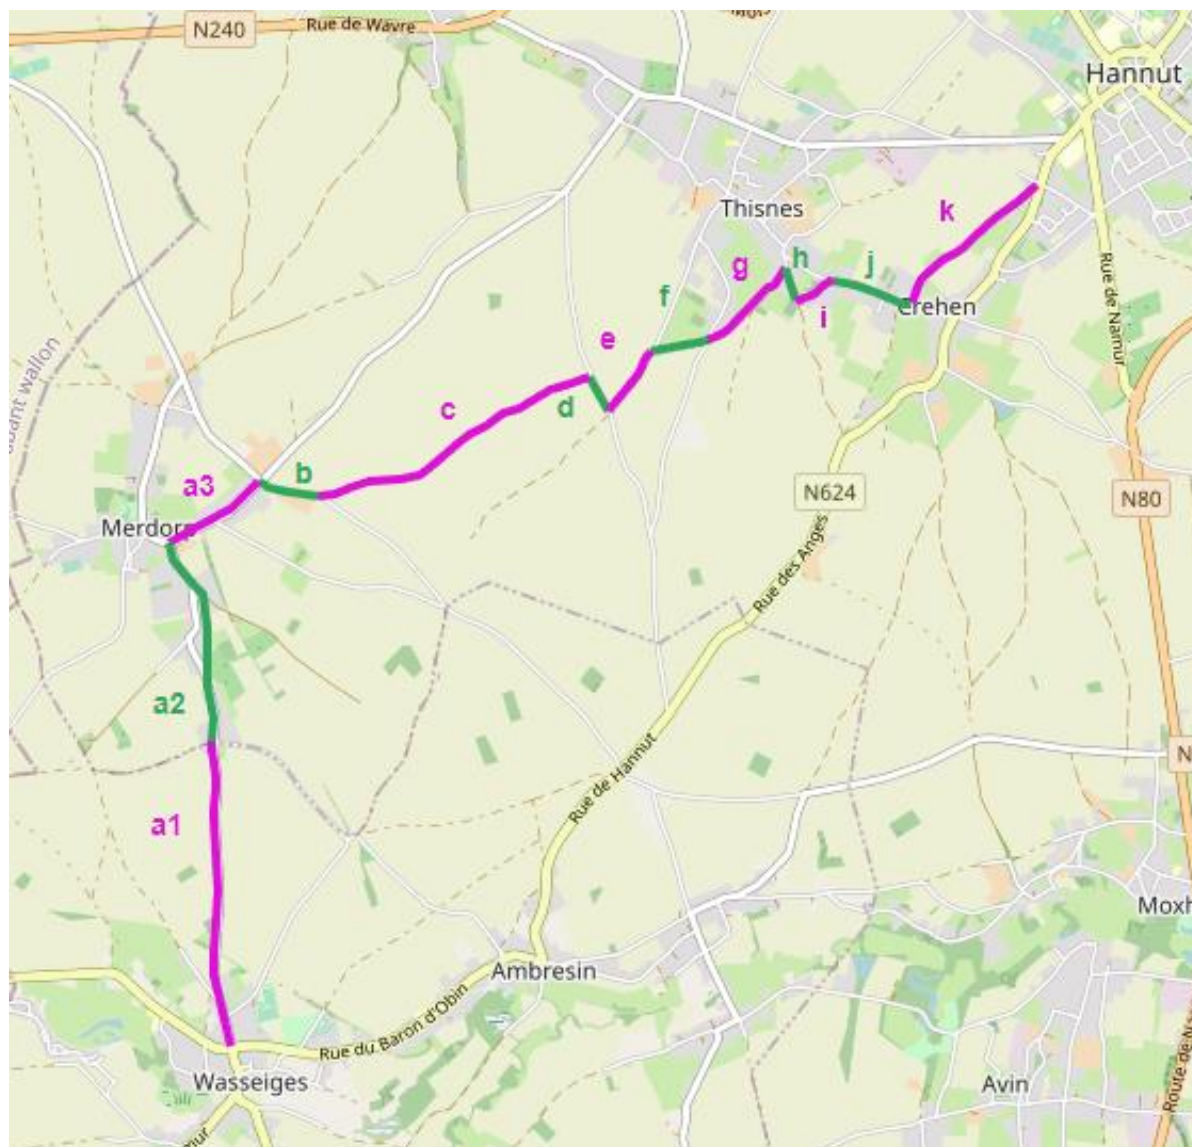 N240
Rue de Wavre
Hannut
Thisnes
k
h
j
g
f
i
Crehen
Rue de Namur
e
c
d
b
a3
N624
N80
Merdorp
Rue des Anges
a2
Rue de Hannut
a1
Ambresin
Rue du Baron d'Obin
Wasseiges
Avin